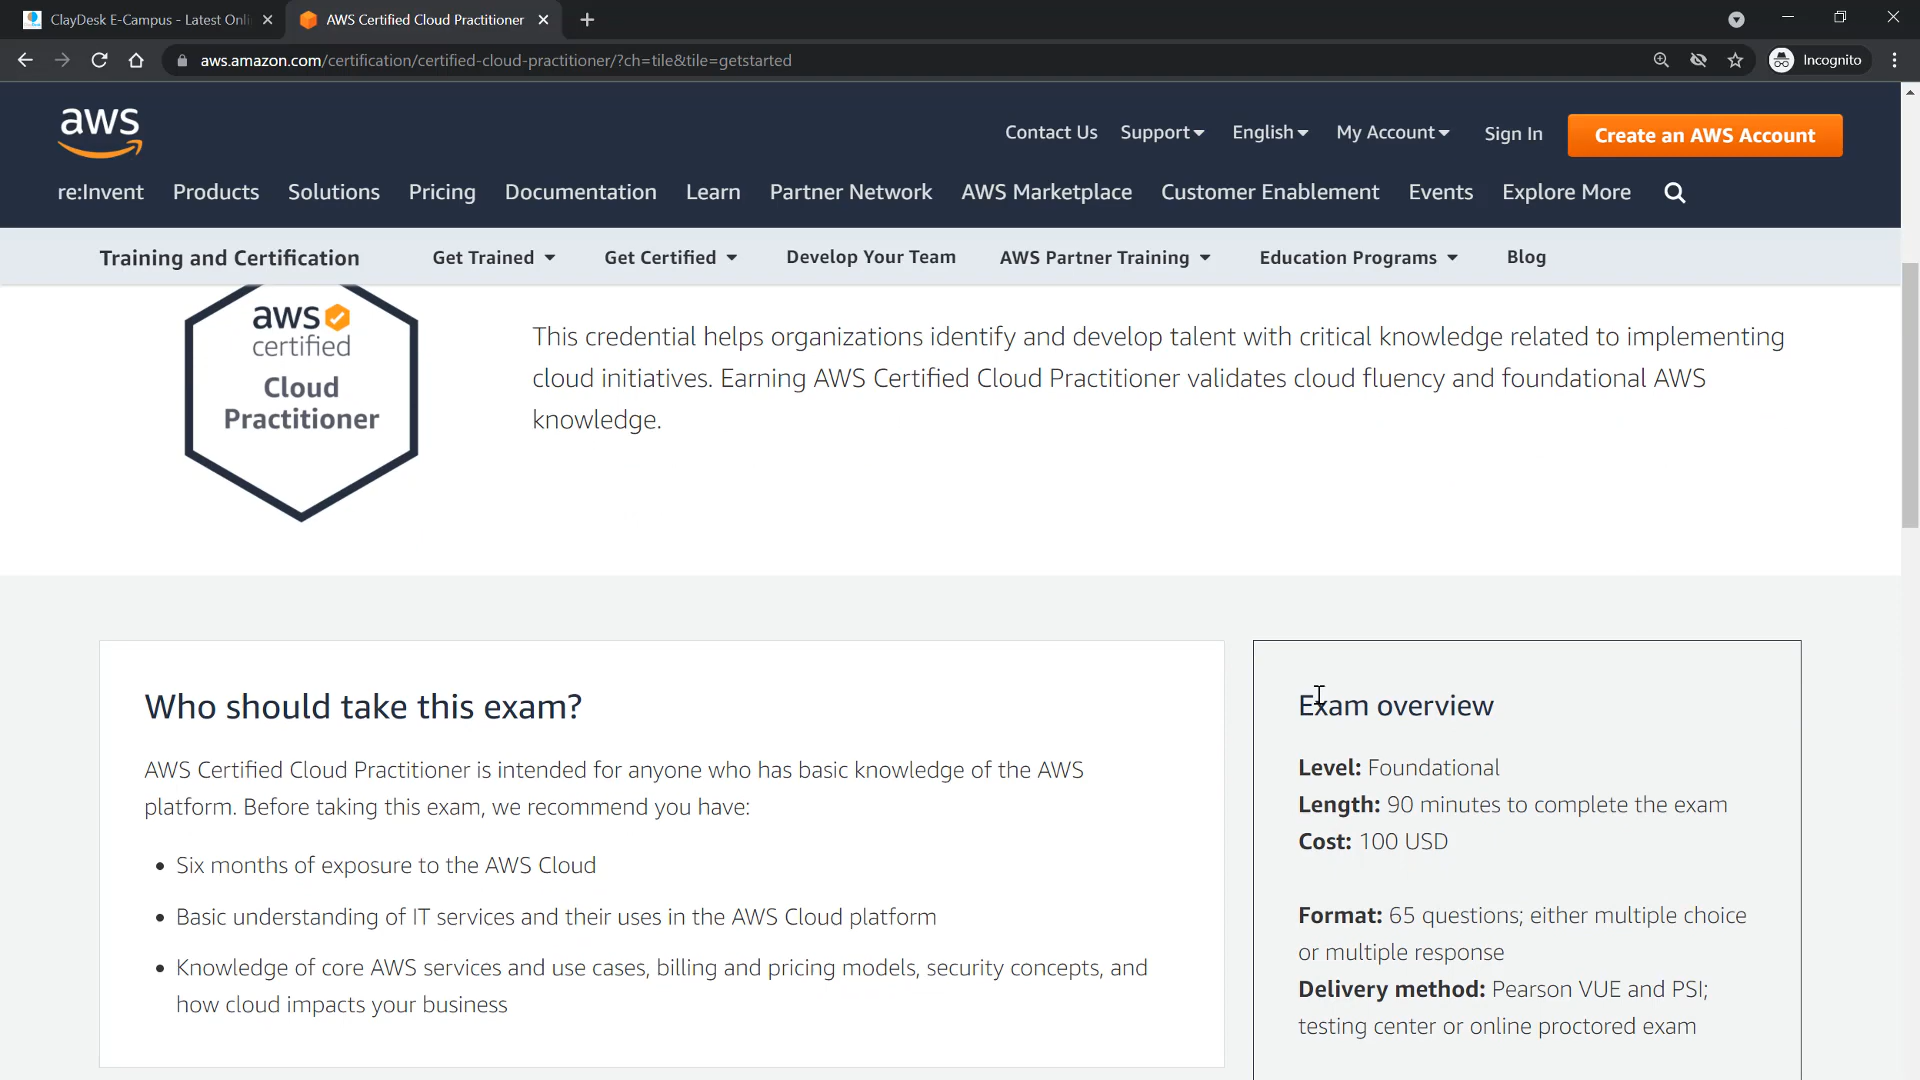 ClayDesk E-Campus - Latest Onli
AWS Certified Cloud Practitioner
aws.amazon.com/certification/certified-cloud-practitioner/?ch=tile&tile=getstarted
Incognito
aws
Contact Us Support English My Account Sign In Create an AWS Account
re:Invent Products Solutions Pricing Documentation Learn Partner Network AWS Marketplace Customer Enablement Events Explore More
Training and Certification Get Trained Get Certified Develop Your Team AWS Partner Training Education Programs Blog
aws
certified
Cloud
Practitioner
This credential helps organizations identify and develop talent with critical knowledge related to implementing
cloud initiatives. Earning AWS Certified Cloud Practitioner validates cloud fluency and foundational AWS
knowledge.
Who should take this exam?
AWS Certified Cloud Practitioner is intended for anyone who has basic knowledge of the AWS
platform. Before taking this exam, we recommend you have:
• Six months of exposure to the AWS Cloud
• Basic understanding of IT services and their uses in the AWS Cloud platform
• Knowledge of core AWS services and use cases, billing and pricing models, security concepts, and
how cloud impacts your business
Exam overview
Level: Foundational
Length: 90 minutes to complete the exam
Cost: 100 USD
Format: 65 questions; either multiple choice
or multiple response
Delivery method: Pearson VUE and PSI;
testing center or online proctored exam